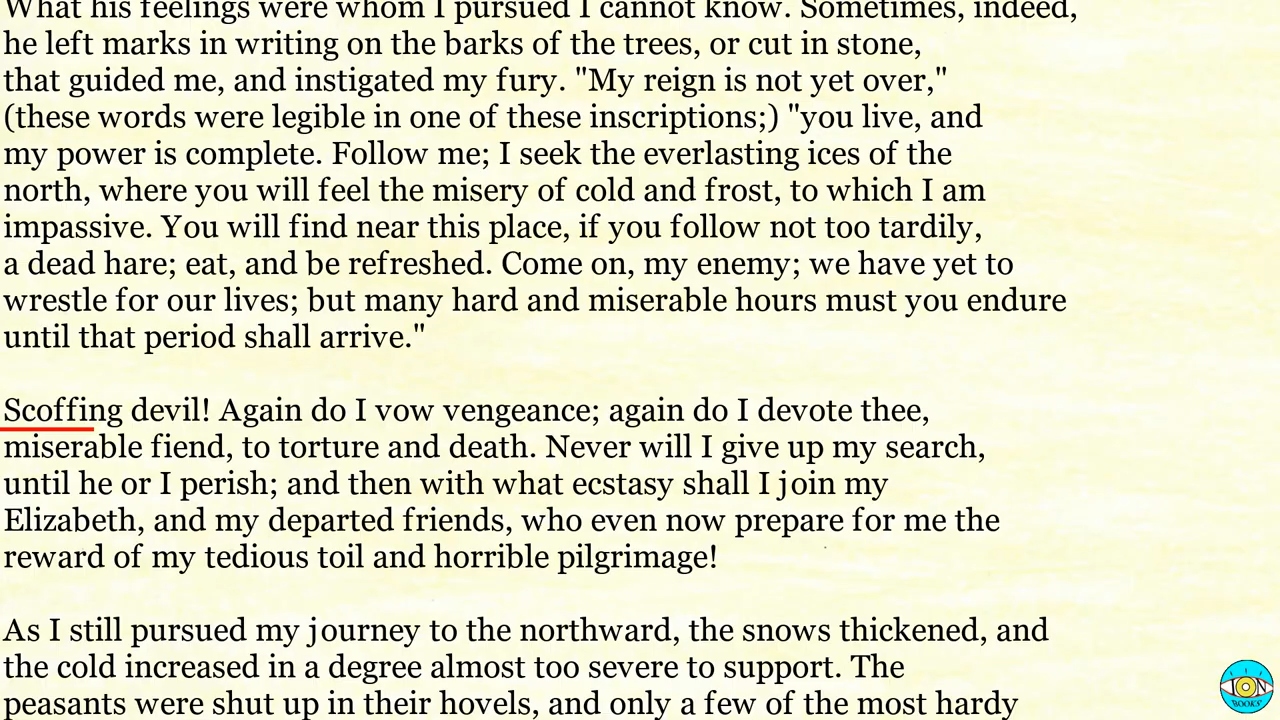 What his feelings were whom I pursued I cannot know. Sometimes, indeed,
he left marks in writing on the barks of the trees, or cut in stone,
that guided me, and instigated my fury. "My reign is not yet over,"
(these words were legible in one of these inscriptions;) "you live, and
my power is complete. Follow me; I seek the everlasting ices of the
north, where you will feel the misery of cold and frost, to which I am
impassive. You will find near this place, if you follow not too tardily,
a dead hare; eat, and be refreshed. Come on, my enemy; we have yet to
wrestle for our lives; but many hard and miserable hours must you endure
until that period shall arrive."
Scoffing devil! Again do I vow vengeance; again do I devote thee,
miserable fiend, to torture and death. Never will I give up my search,
until he or I perish; and then with what ecstasy shall I join my
Elizabeth, and my departed friends, who even now prepare for me the
reward of my tedious toil and horrible pilgrimage!
As I still pursued my journey to the northward, the snows thickened, and
the cold increased in a degree almost too severe to support. The
peasants were shut up in their hovels, and only a few of the most hardy
ION
BOOKS